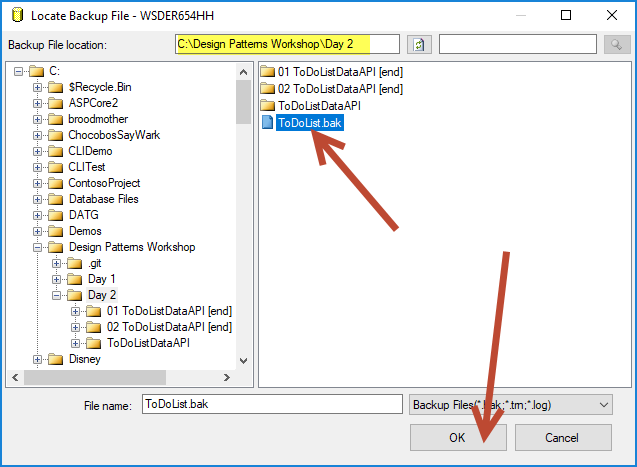 Locate Backup File - WSDER654HH
Backup File location:
C:\Design Patterns Workshop\Day 2
C:
$Recycle.Bin
ASPCore2
broodmother
ChocobosSayWark
CLIDemo
CLITest
ContosoProject
Database Files
DATG
Demos
Design Patterns Workshop
.git
Day 1
Day 2
01 ToDoListDataAPI [end]
02 ToDoListDataAPI [end]
ToDoListDataAPI
Disney
01 ToDoListDataAPI [end]
02 ToDoListDataAPI [end]
ToDoListDataAPI
ToDoList.bak
File name:
ToDoList.bak
Backup Files(*.bak;*.trn;*.log)
OK
Cancel